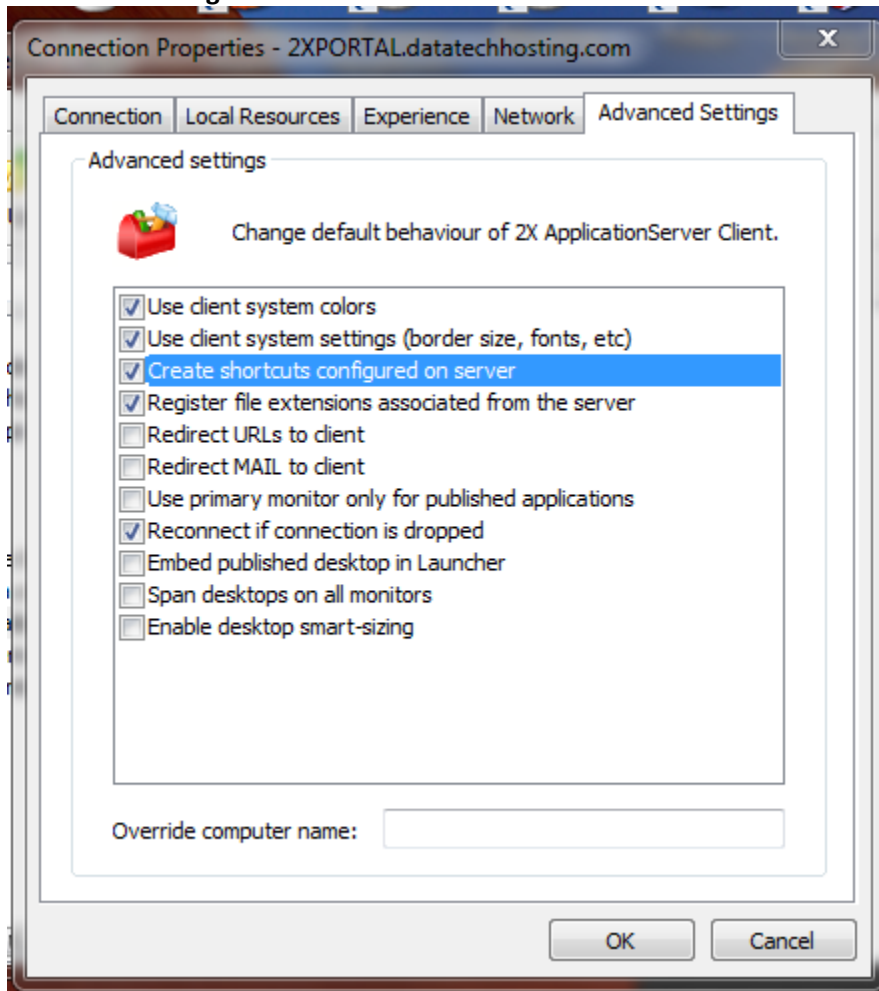 Connection Properties - 2XPORTAL.datatechhosting.com
X
Connection Local Resources Experience Network Advanced Settings
Advanced settings
Change default behaviour of 2X ApplicationServer Client.
Use client system colors
Use client system settings (border size, fonts, etc)
Create shortcuts configured on server
Register file extensions associated from the server
Redirect URLs to client
Redirect MAIL to client
Use primary monitor only for published applications
Reconnect if connection is dropped
Embed published desktop in Launcher
Span desktops on all monitors
Enable desktop smart-sizing
Override computer name:
OK Cancel